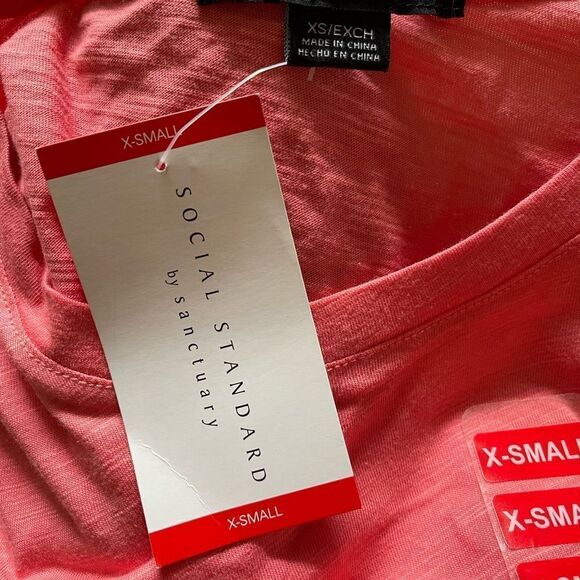 XS/EXCH
MADE IN CHINA
HECHO EN CHINA
X-SMALL
SOCIAL STANDARD
by sanctuary
X-SMALL
X-SMALL
X-SMA